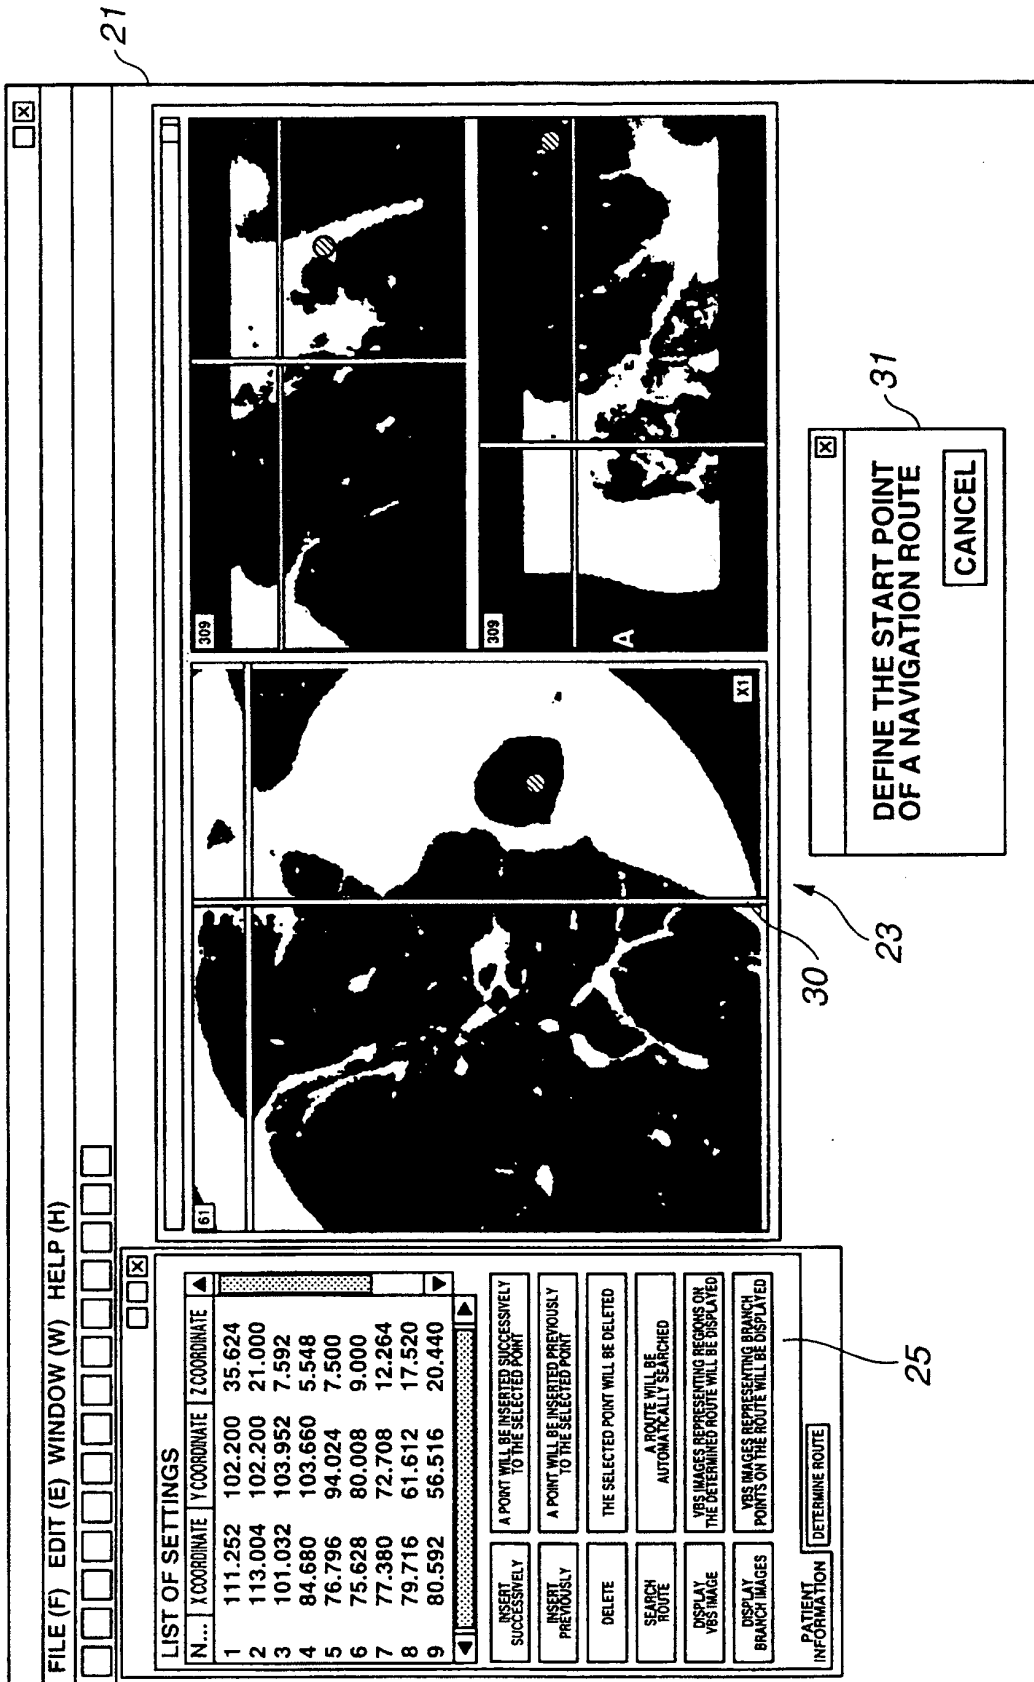 21
FILE (F) EDIT (E) WINDOW (W) HELP (H)
LIST OF SETTINGS
N... X COORDINATE Y COORDINATE Z COORDINATE
1 111.252 102.200 35.624
2 113.004 102.200 21.000
3 101.032 103.952 7.592
4 84.680 103.660 5.548
5 76.796 94.024 7.500
6 75.628 80.008 9.000
7 77.380 72.708 12.264
8 79.716 61.612 17.520
9 80.592 56.516 20.440
INSERT SUCCESSIVELY
A POINT WILL BE INSERTED SUCCESSIVELY
TO THE SELECTED POINT
INSERT PREVIOUSLY
A POINT WILL BE INSERTED PREVIOUSLY
TO THE SELECTED POINT
DELETE
THE SELECTED POINT WILL BE DELETED
SEARCH ROUTE
A ROUTE WILL BE
AUTOMATICALLY SEARCHED
DISPLAY VBS IMAGE
VBS IMAGES REPRESENTING REGIONS ON
THE DETERMINED ROUTE WILL BE DISPLAYED
DISPLAY BRANCH IMAGES
VBS IMAGES REPRESENTING BRANCH
POINTS ON THE ROUTE WILL BE DISPLAYED
PATIENT INFORMATION
DETERMINE ROUTE
25
61
X1
309
309
A
30
23
31
DEFINE THE START POINT
OF A NAVIGATION ROUTE
CANCEL